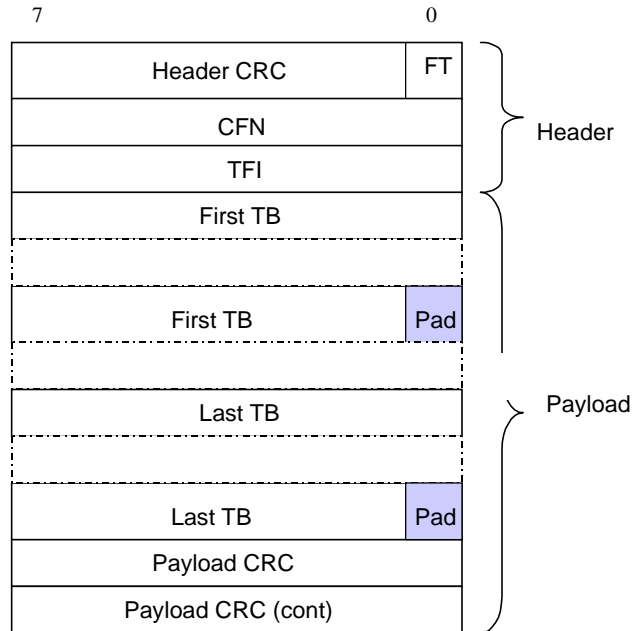 7 0
Header CRC FT
CFN
Header
TFI
First TB
First TB Pad
Last TB
Payload
Last TB Pad
Payload CRC
Payload CRC (cont)